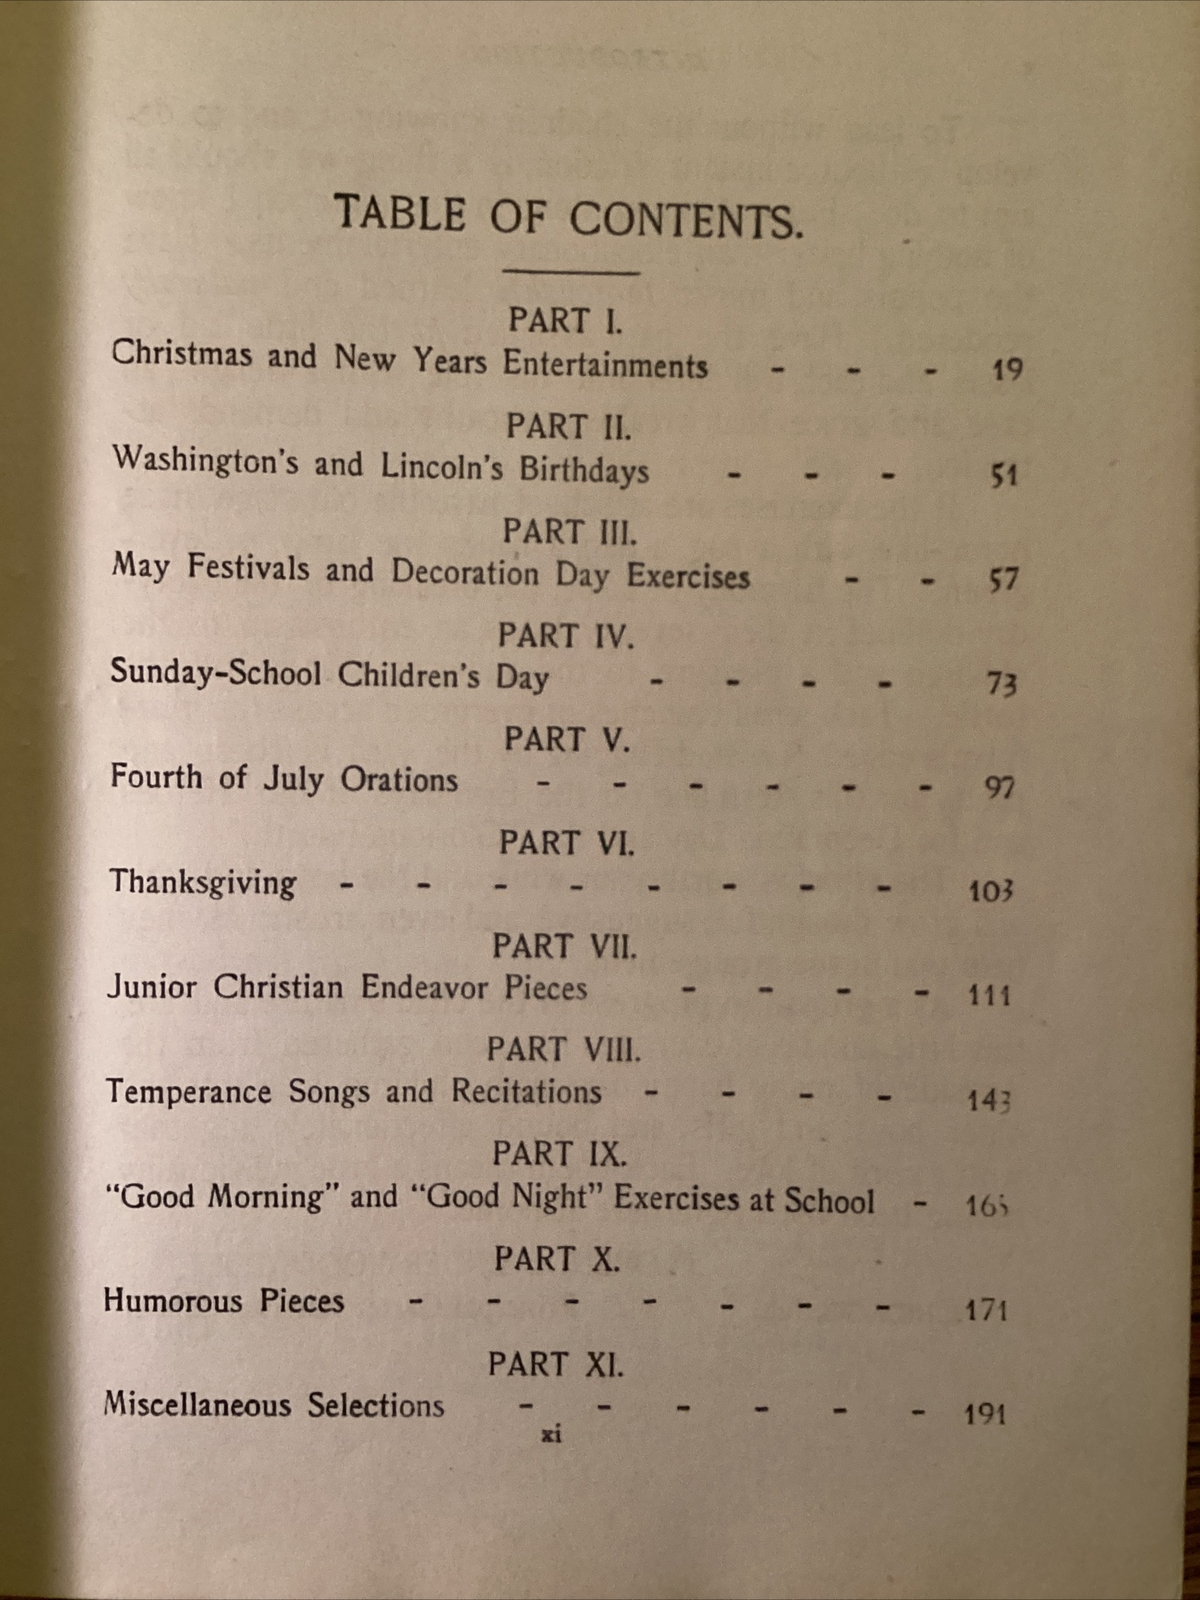 TABLE OF CONTENTS.
PART I.
Christmas and New Years Entertainments - - - 19
PART II.
Washington's and Lincoln's Birthdays - - - 51
PART III.
May Festivals and Decoration Day Exercises - - 57
PART IV.
Sunday-School Children's Day - - - - 73
PART V.
Fourth of July Orations - - - - - - 97
PART VI.
Thanksgiving - - - - - - - - 103
PART VII.
Junior Christian Endeavor Pieces - - - - 111
PART VIII.
Temperance Songs and Recitations - - - - 143
PART IX.
“Good Morning” and “Good Night” Exercises at School - 165
PART X.
Humorous Pieces - - - - - - - 171
PART XI.
Miscellaneous Selections - - - - - - 191
xi